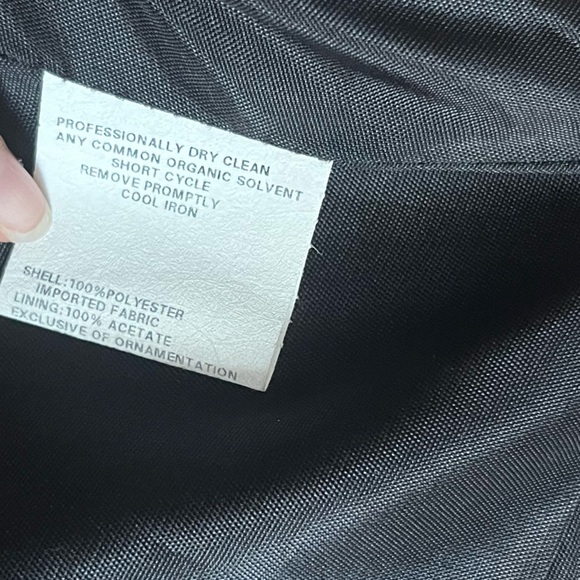 PROFESSIONALLY DRY CLEAN
ANY COMMON ORGANIC SOLVENT
SHORT CYCLE
REMOVE PROMPTLY
COOL IRON
SHELL:100%POLYESTER
IMPORTED FABRIC
LINING:100% ACETATE
EXCLUSIVE OF ORNAMENTATION